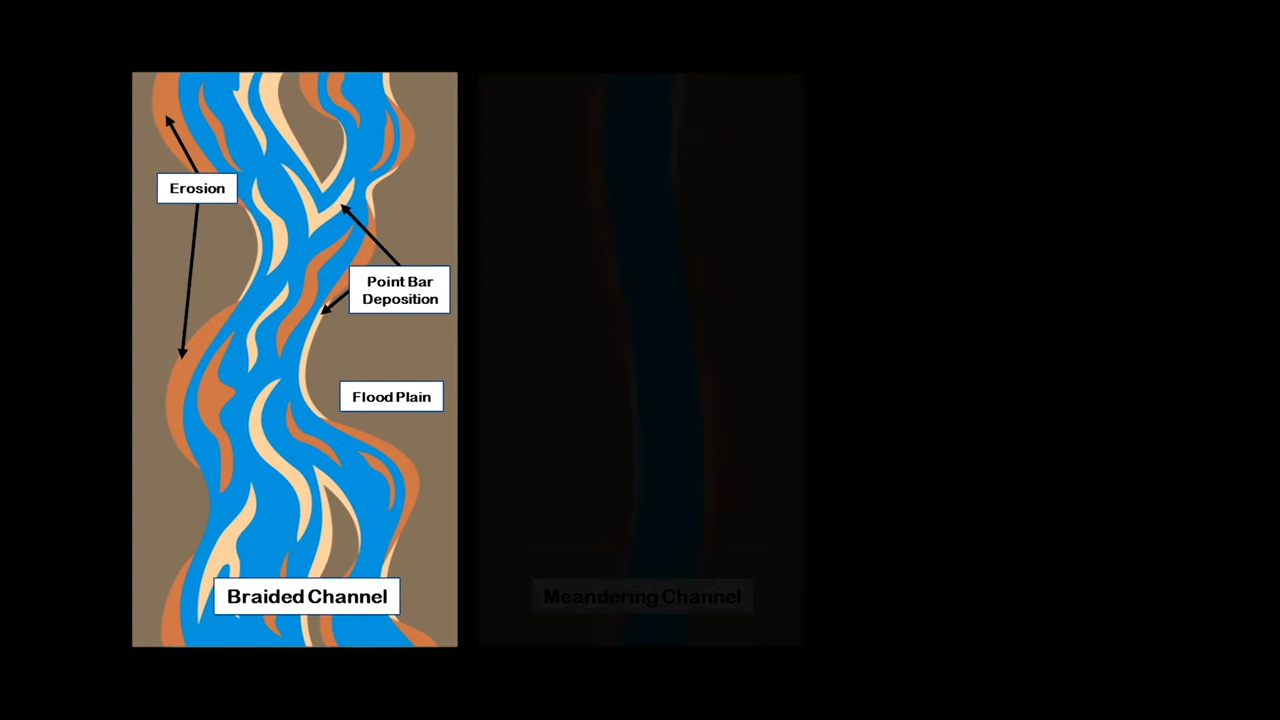 Erosion
Point Bar
Deposition
Flood Plain
Braided Channel
Meandering Channel